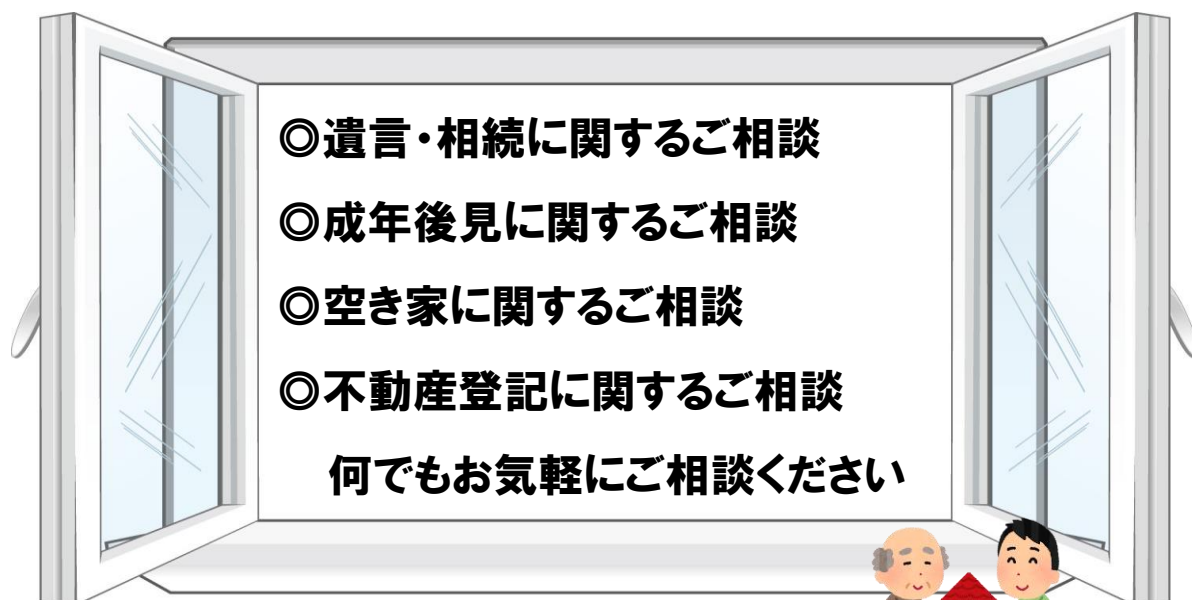 ◎遺言・相続に関するご相談
◎成年後見に関するご相談
◎空き家に関するご相談
◎不動産登記に関するご相談
何でもお気軽にご相談ください